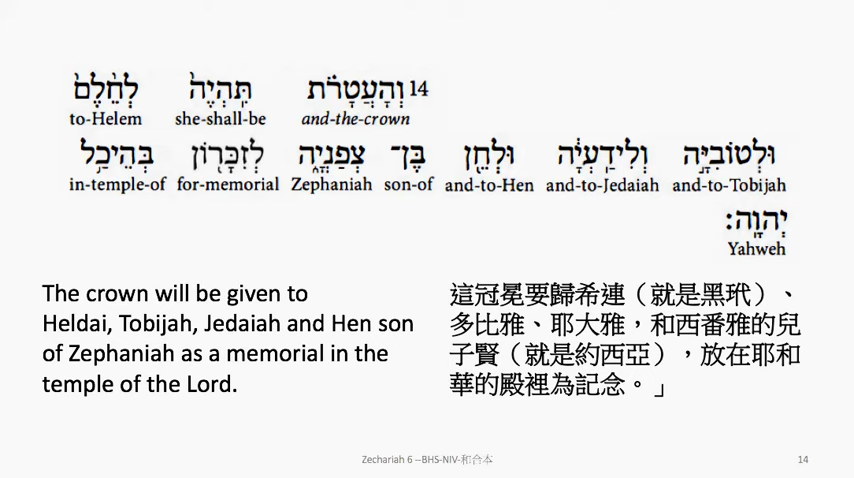 14 וְהָעֲטָרֹת תִּֽהְיֶה֙ לְחֵ֙לֶם֙
to-Helem she-shall-be and-the-crown
וּלְטוֹבִיָּ֣ה וְלִידַֽעְיָ֔ה וּלְחֵ֖ן בֶּן־ צְפַנְיָ֑ה לְזִכָּר֖וֹן בְּהֵיכַ֥ל
in-temple-of for-memorial Zephaniah son-of and-to-Hen and-to-Jedaiah and-to-Tobijah
יְהוָֽה׃
Yahweh
The crown will be given to
Heldai, Tobijah, Jedaiah and Hen son
of Zephaniah as a memorial in the
temple of the Lord.
這冠冕要歸希連（就是黑玳）、
多比雅、耶大雅，和西番雅的兒
子賢（就是約西亞），放在耶和
華的殿裡為記念。」
Zechariah 6 --BHS-NIV-和合本
14